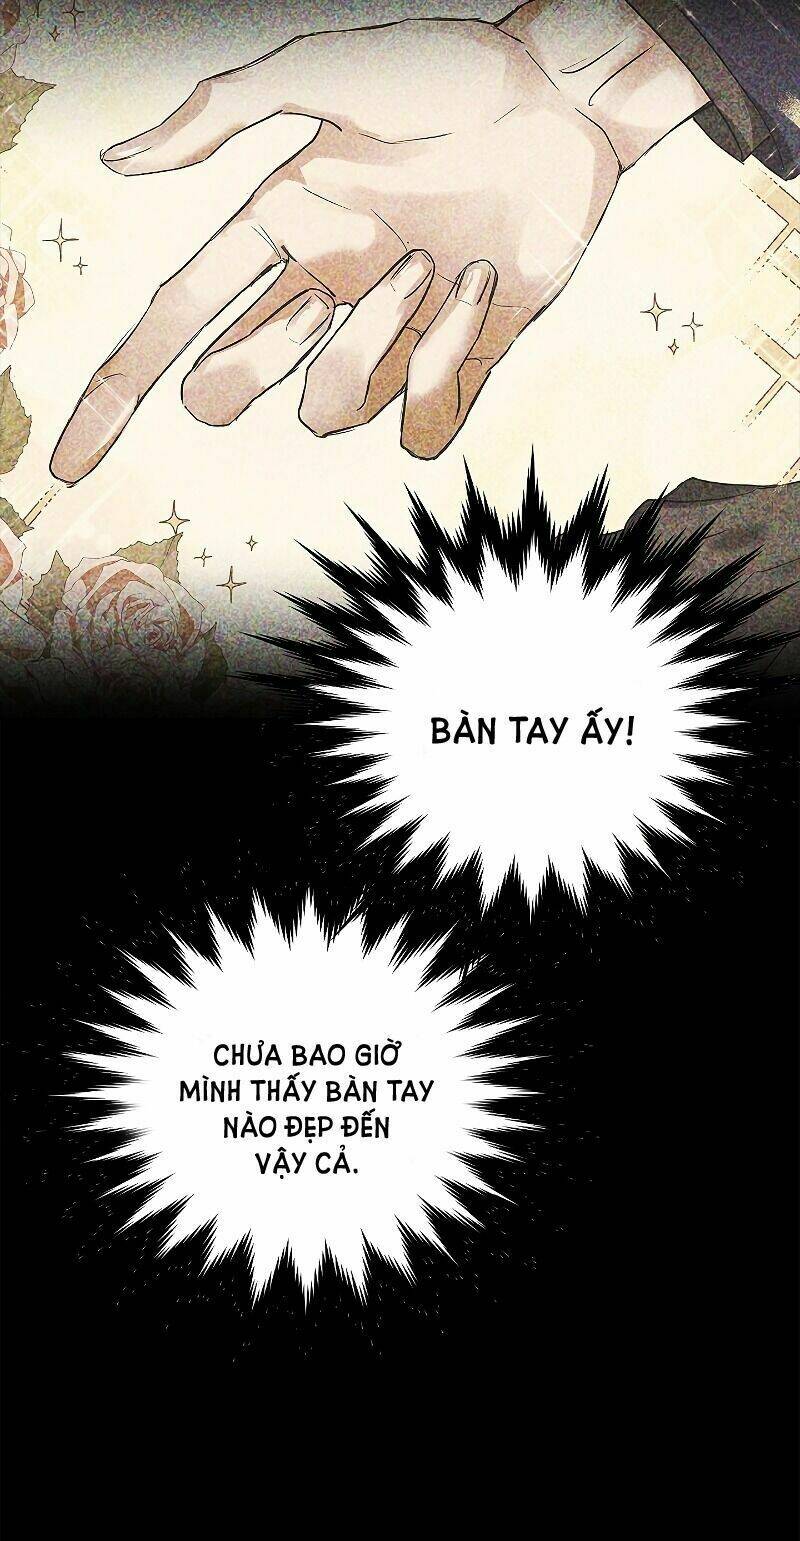 BÀN TAY ẤY!
CHƯA BAO GIỜ
MÌNH THẤY BÀN TAY
NÀO ĐẸP ĐẾN
VẬY CẢ.